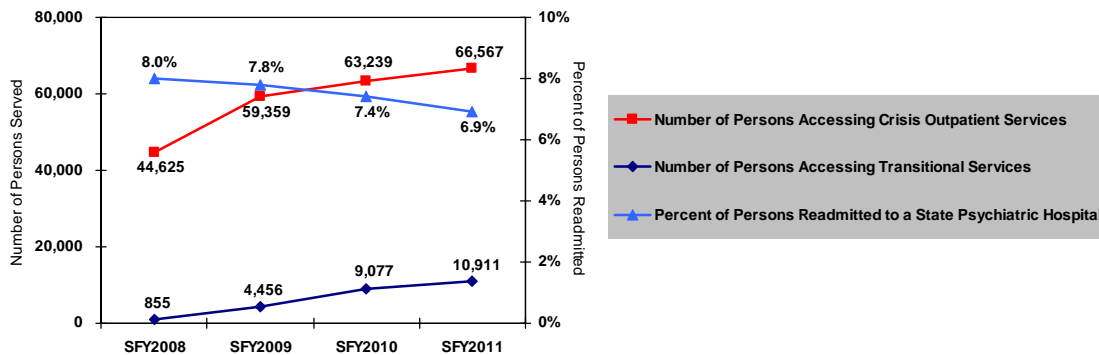 80,000
60,000
40,000
20,000
0
Number of Persons Served
10%
8%
6%
4%
2%
0%
Percent of Persons Readmitted
8.0%
7.8%
7.4%
6.9%
44,625
59,359
63,239
66,567
855
4,456
9,077
10,911
SFY2008
SFY2009
SFY2010
SFY2011
Number of Persons Accessing Crisis Outpatient Services
Number of Persons Accessing Transitional Services
Percent of Persons Readmitted to a State Psychiatric Hospita